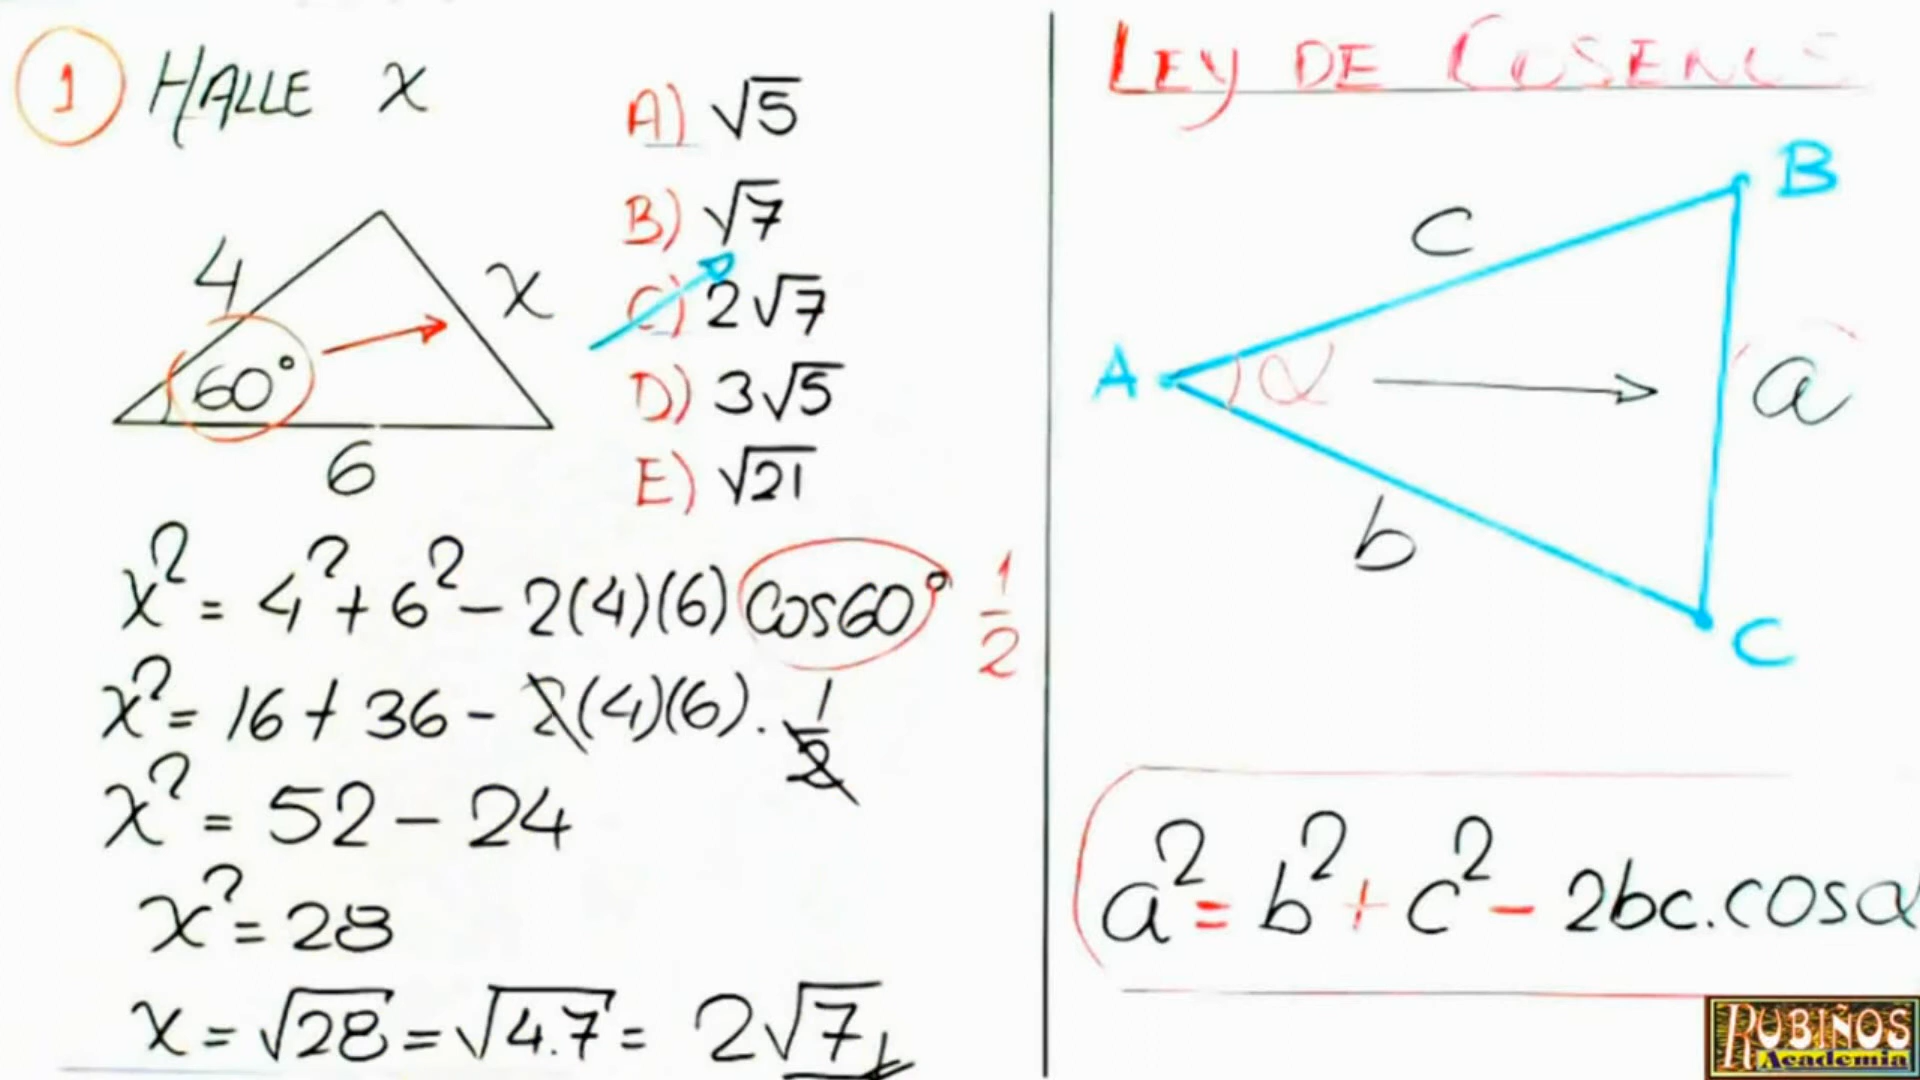 1 HALLE x
A) √5
B) √7
C) 2√7
D) 3√5
E) √21
4
x
60°
6
x² = 4² + 6² - 2(4)(6) cos60° 1/2
x² = 16 + 36 - 2(4)(6) . 1/2
x² = 52 - 24
x² = 28
x = √28 = √4.7 = 2√7
LEY DE COSENOS
B
c
A
α
a
b
C
a² = b² + c² - 2bc.cosα
RUBIÑOS
Academia